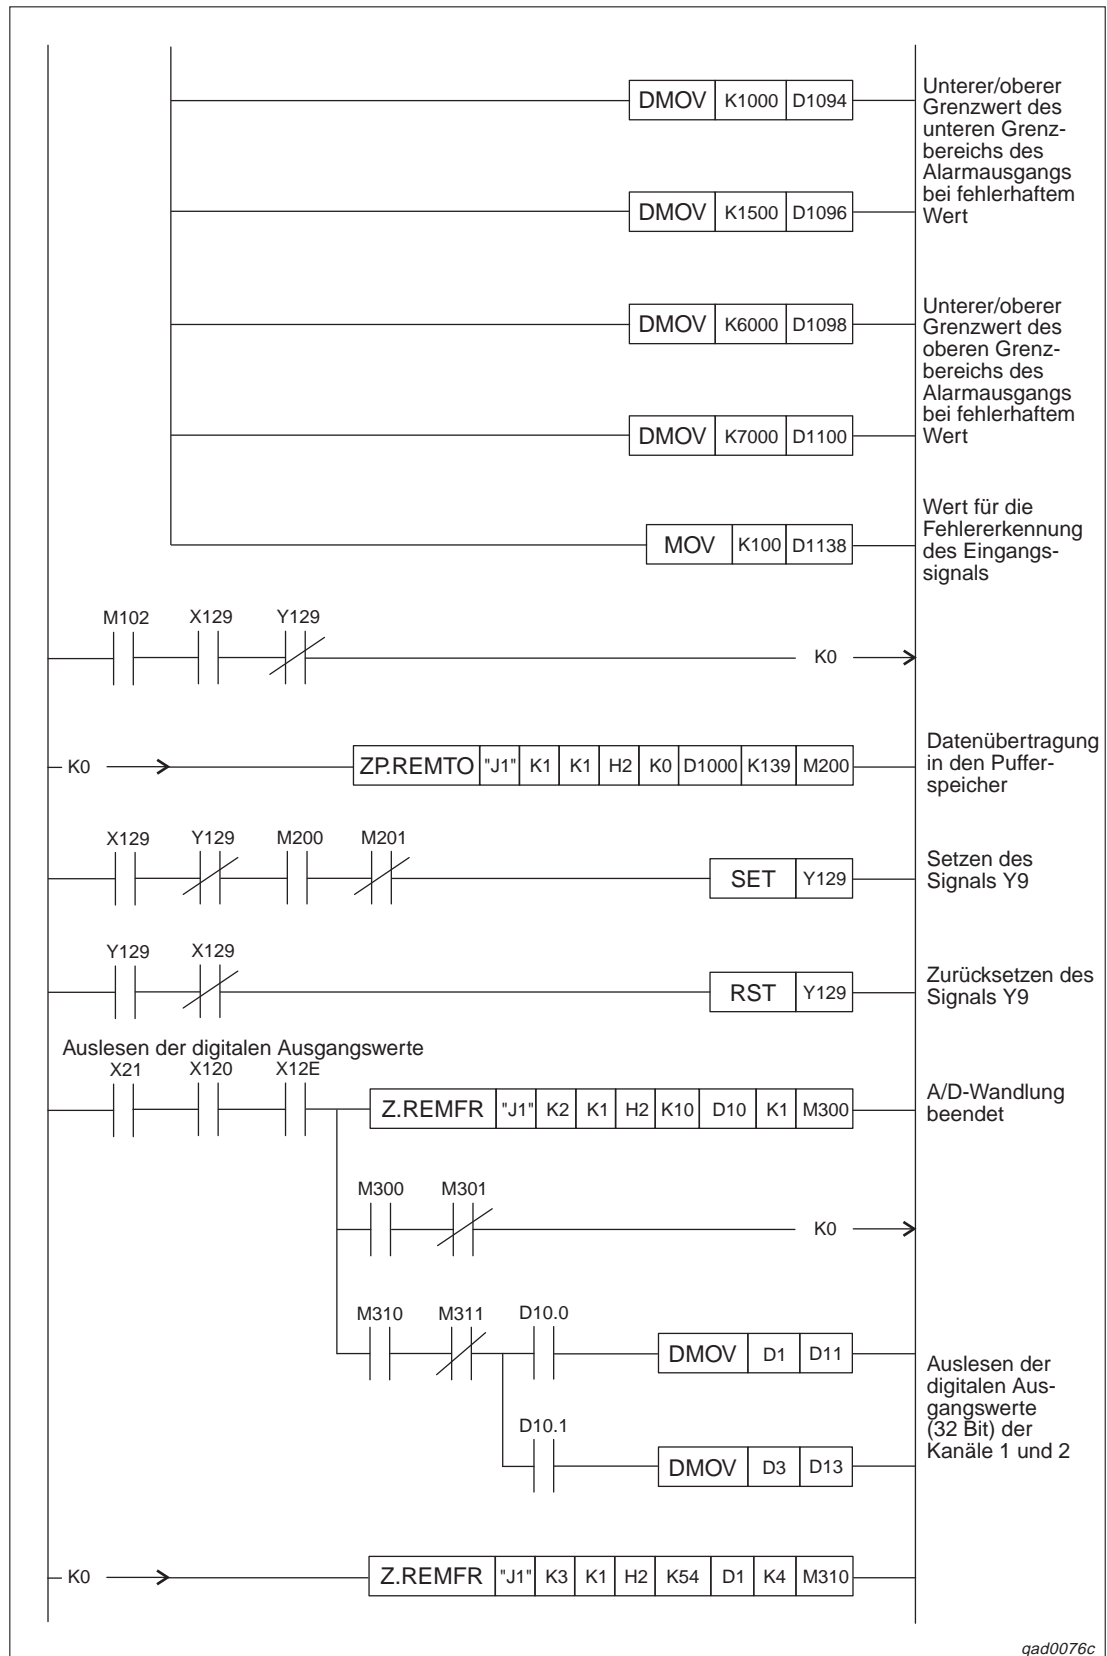 DMOV K1000 D1094
Unterer/oberer
Grenzwert des
unteren Grenz-
bereichs des
Alarmausgangs
bei fehlerhaftem
Wert
DMOV K1500 D1096
DMOV K6000 D1098
Unterer/oberer
Grenzwert des
oberen Grenz-
bereichs des
Alarmausgangs
bei fehlerhaftem
Wert
DMOV K7000 D1100
MOV K100 D1138
Wert für die
Fehlererkennung
des Eingangs-
signals
M102 X129 Y129
K0
K0
ZP.REMTO "J1" K1 K1 H2 K0 D1000 K139 M200
Datenübertragung
in den Puffer-
speicher
X129 Y129 M200 M201
SET Y129
Setzen des
Signals Y9
Y129 X129
RST Y129
Zurücksetzen des
Signals Y9
Auslesen der digitalen Ausgangswerte
X21 X120 X12E
Z.REMFR "J1" K2 K1 H2 K10 D10 K1 M300
A/D-Wandlung
beendet
M300 M301
K0
M310 M311 D10.0
DMOV D1 D11
Auslesen der
digitalen Aus-
gangswerte
(32 Bit) der
Kanäle 1 und 2
D10.1
DMOV D3 D13
K0
Z.REMFR "J1" K3 K1 H2 K54 D1 K4 M310
qad0076c